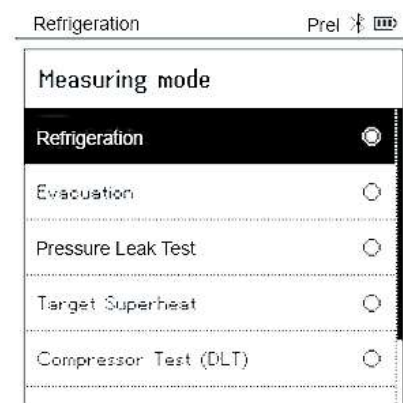 Refrigeration Prel
Measuring mode
Refrigeration
Evacuation
Pressure Leak Test
Target Superheat
Compressor Test (DLT)